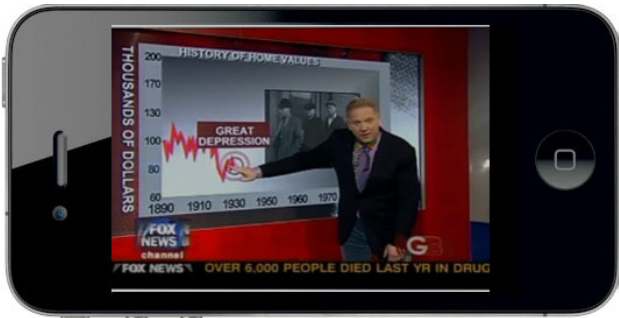 HISTORY OF HOME VALUES
THOUSANDS OF DOLLARS
200
170
130
100
80
60
GREAT
DEPRESSION
1890 1910 1930 1950 1960 1970
FOX
NEWS
channel
FOX NEWS OVER 6,000 PEOPLE DIED LAST YR IN DRUG